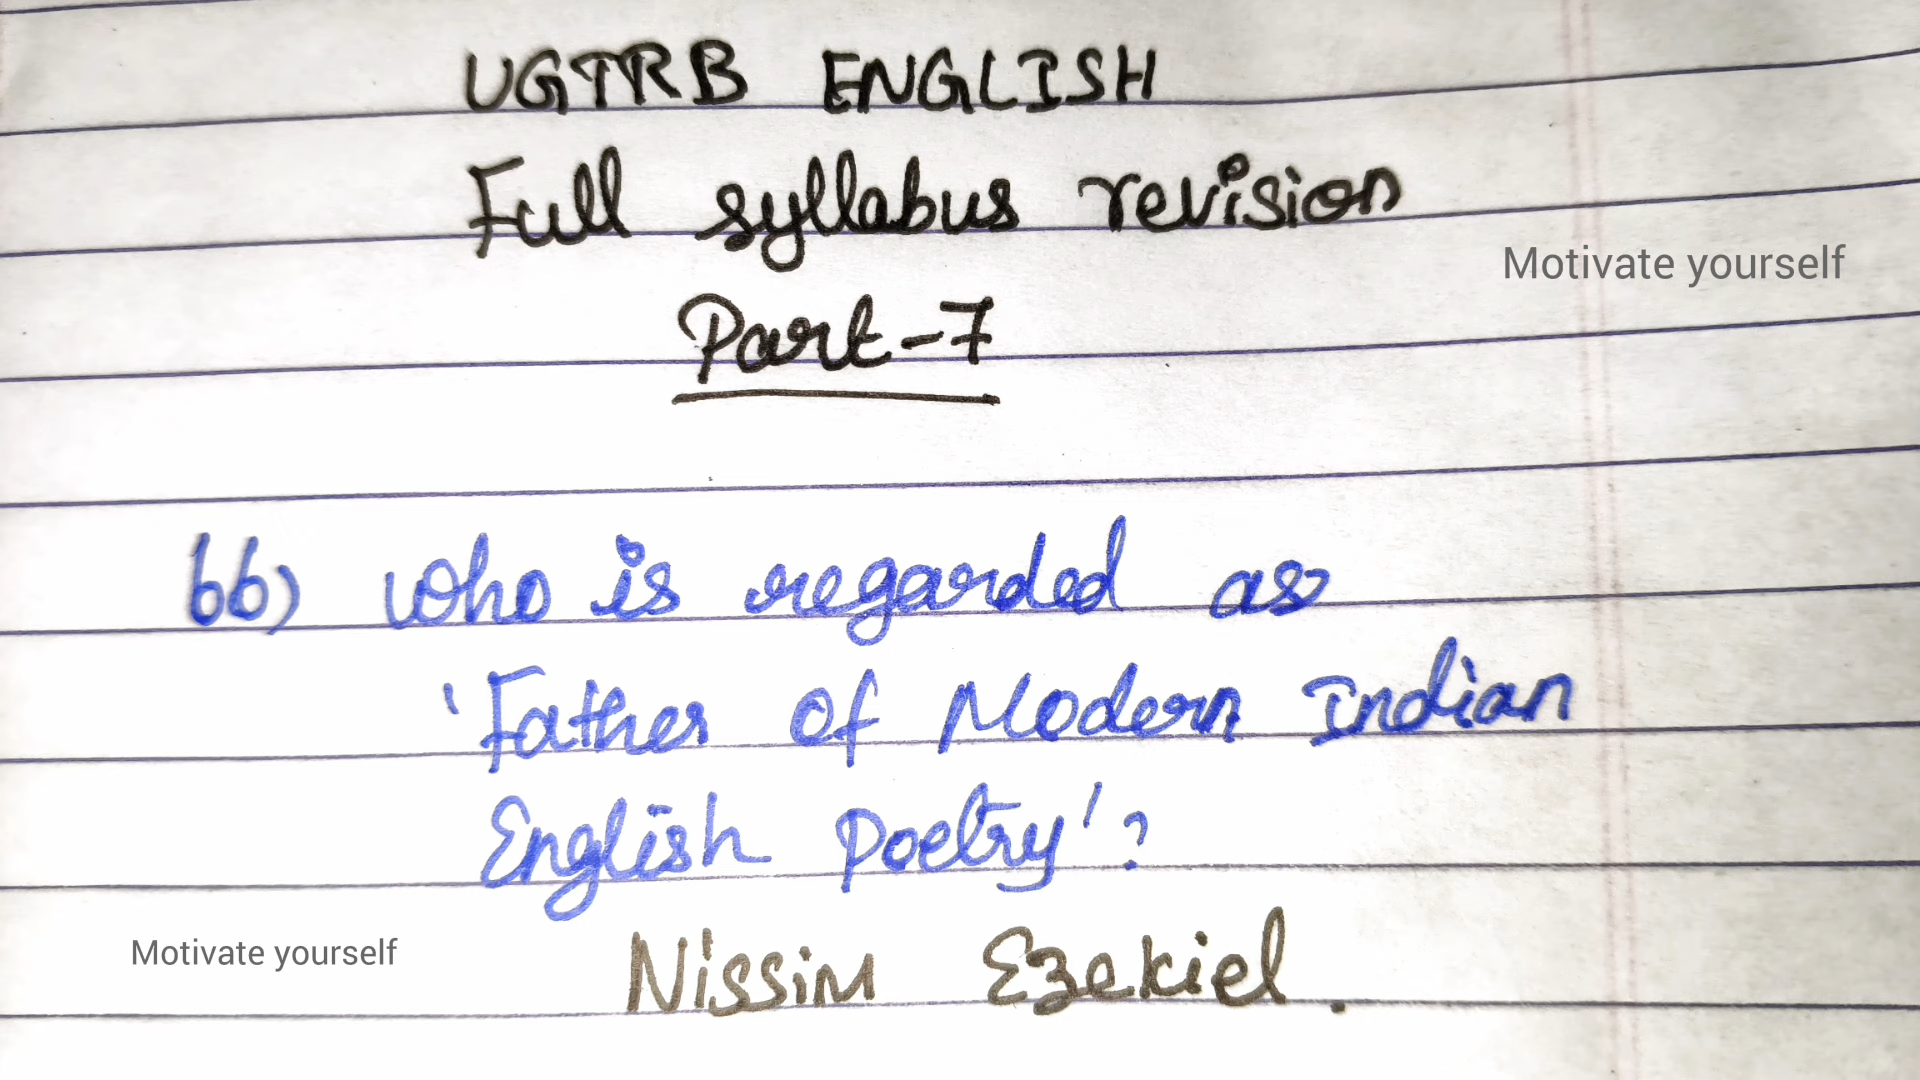 UGTRB ENGLISH
Full syllabus revision
Motivate yourself
Part-7
66) Who is regarded as
'Father of Modern Indian
English Poetry'?
Motivate yourself
Nissim Ezekiel.